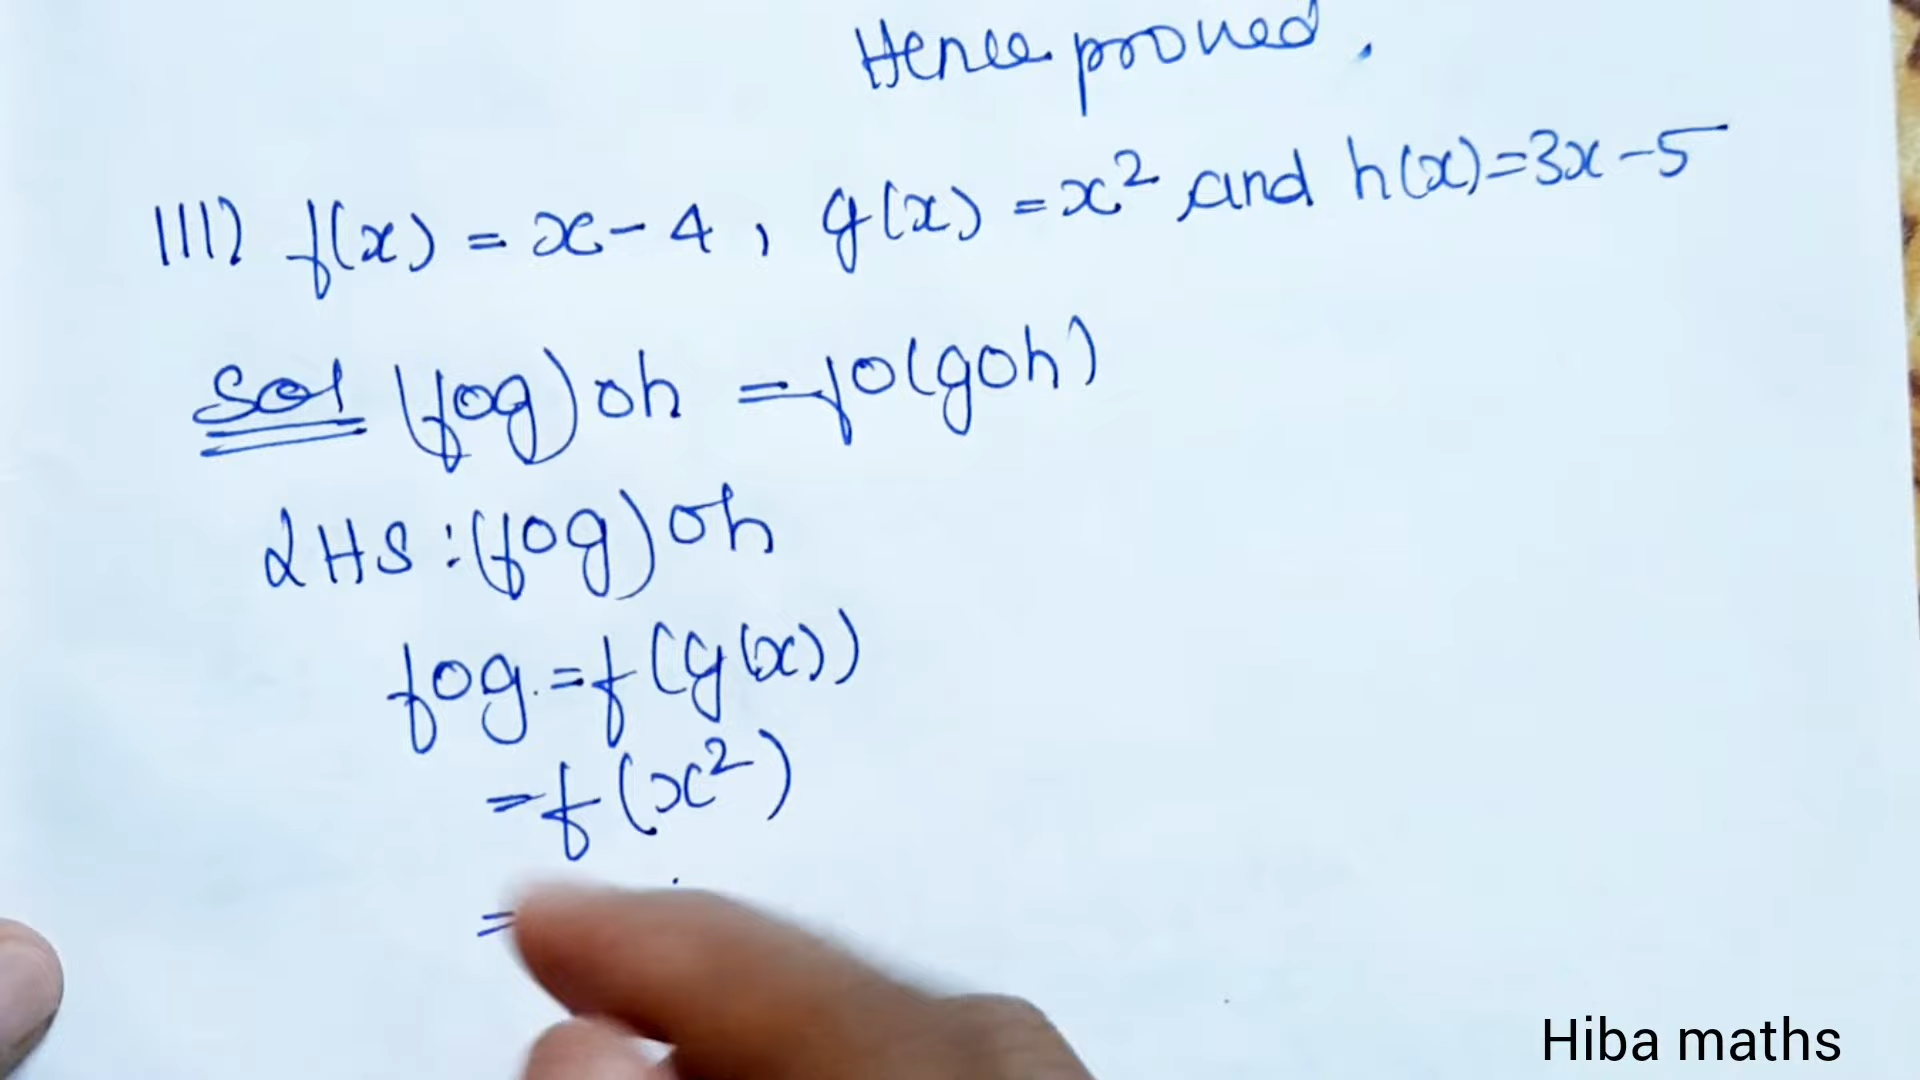 Hence proved.
iii) f(x) = x - 4, g(x) = x² and h(x) = 3x - 5
Sol (fog) oh = fo(goh)
LHS : (fog) oh
fog = f(g(x))
= f(x²)
=
Hiba maths